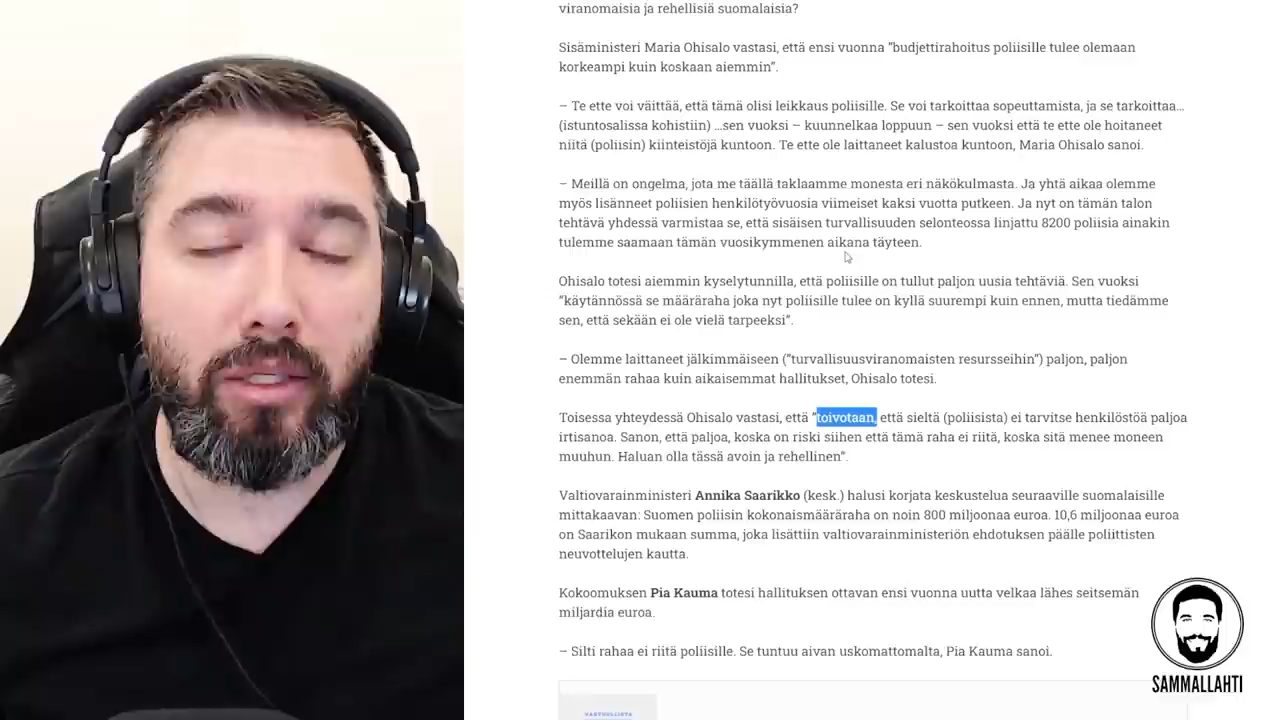 viranomaisia ja rehellisiä suomalaisia?
Sisäministeri Maria Ohisalo vastasi, että ensi vuonna ”budjettirahoitus poliisille tulee olemaan
korkeampi kuin koskaan aiemmin”.
– Te ette voi väittää, että tämä olisi leikkaus poliisille. Se voi tarkoittaa sopeuttamista, ja se tarkoittaa…
(istuntosalissa kohistiin) …sen vuoksi – kuunnelkaa loppuun – sen vuoksi että te ette ole hoitaneet
niitä (poliisin) kiinteistöjä kuntoon. Te ette ole laittaneet kalustoa kuntoon, Maria Ohisalo sanoi.
– Meillä on ongelma, jota me täällä taklaamme monesta eri näkökulmasta. Ja yhtä aikaa olemme
myös lisänneet poliisien henkilötyövuosia viimeiset kaksi vuotta putkeen. Ja nyt on tämän talon
tehtävä yhdessä varmistaa se, että sisäisen turvallisuuden selonteossa linjattu 8200 poliisia ainakin
tulemme saamaan tämän vuosikymmenen aikana täyteen.
Ohisalo totesi aiemmin kyselytunnilla, että poliisille on tullut paljon uusia tehtäviä. Sen vuoksi
”käytännössä se määräraha joka nyt poliisille tulee on kyllä suurempi kuin ennen, mutta tiedämme
sen, että sekään ei ole vielä tarpeeksi”.
– Olemme laittaneet jälkimmäiseen (”turvallisuusviranomaisten resursseihin”) paljon, paljon
enemmän rahaa kuin aikaisemmat hallitukset, Ohisalo totesi.
Toisessa yhteydessä Ohisalo vastasi, että ”toivotaan, että sieltä (poliisista) ei tarvitse henkilöstöä paljoa
irtisanoa. Sanon, että paljoa, koska on riski siihen että tämä raha ei riitä, koska sitä menee moneen
muuhun. Haluan olla tässä avoin ja rehellinen”.
Valtiovarainministeri Annika Saarikko (kesk.) halusi korjata keskustelua seuraaville suomalaisille
mittakaavan: Suomen poliisin kokonaismääräraha on noin 800 miljoonaa euroa. 10,6 miljoonaa euroa
on Saarikon mukaan summa, joka lisättiin valtiovarainministeriön ehdotuksen päälle poliittisten
neuvottelujen kautta.
Kokoomuksen Pia Kauma totesi hallituksen ottavan ensi vuonna uutta velkaa lähes seitsemän
miljardia euroa.
– Silti rahaa ei riitä poliisille. Se tuntuu aivan uskomattomalta, Pia Kauma sanoi.
SAMMALLAHTI
VASTUULLISTA